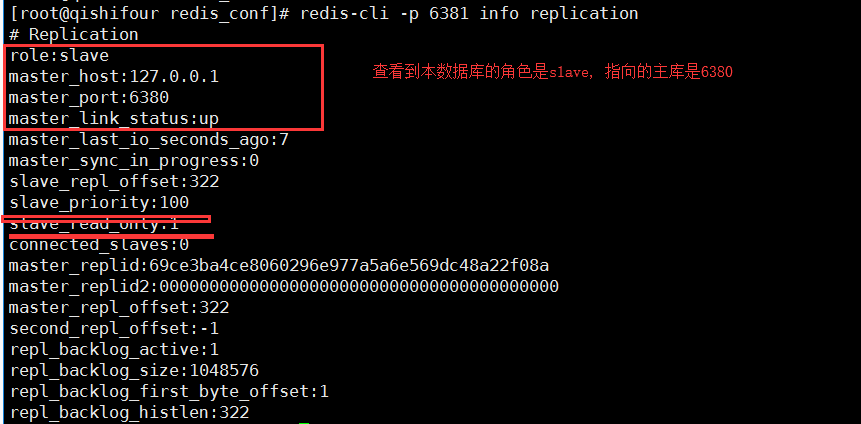 [root@qishifour redis_conf]# redis-cli -p 6381 info replication
# Replication
role:slave
master_host:127.0.0.1
查看到本数据库的角色是slave, 指向的主库是6380
master_port:6380
master_link_status:up
master_last_io_seconds_ago:7
master_sync_in_progress:0
slave_repl_offset:322
slave_priority:100
slave_read_only:1
connected_slaves:0
master_replid:69ce3ba4ce8060296e977a5a6e569dc48a22f08a
master_replid2:0000000000000000000000000000000000000000
master_repl_offset:322
second_repl_offset:-1
repl_backlog_active:1
repl_backlog_size:1048576
repl_backlog_first_byte_offset:1
repl_backlog_histlen:322